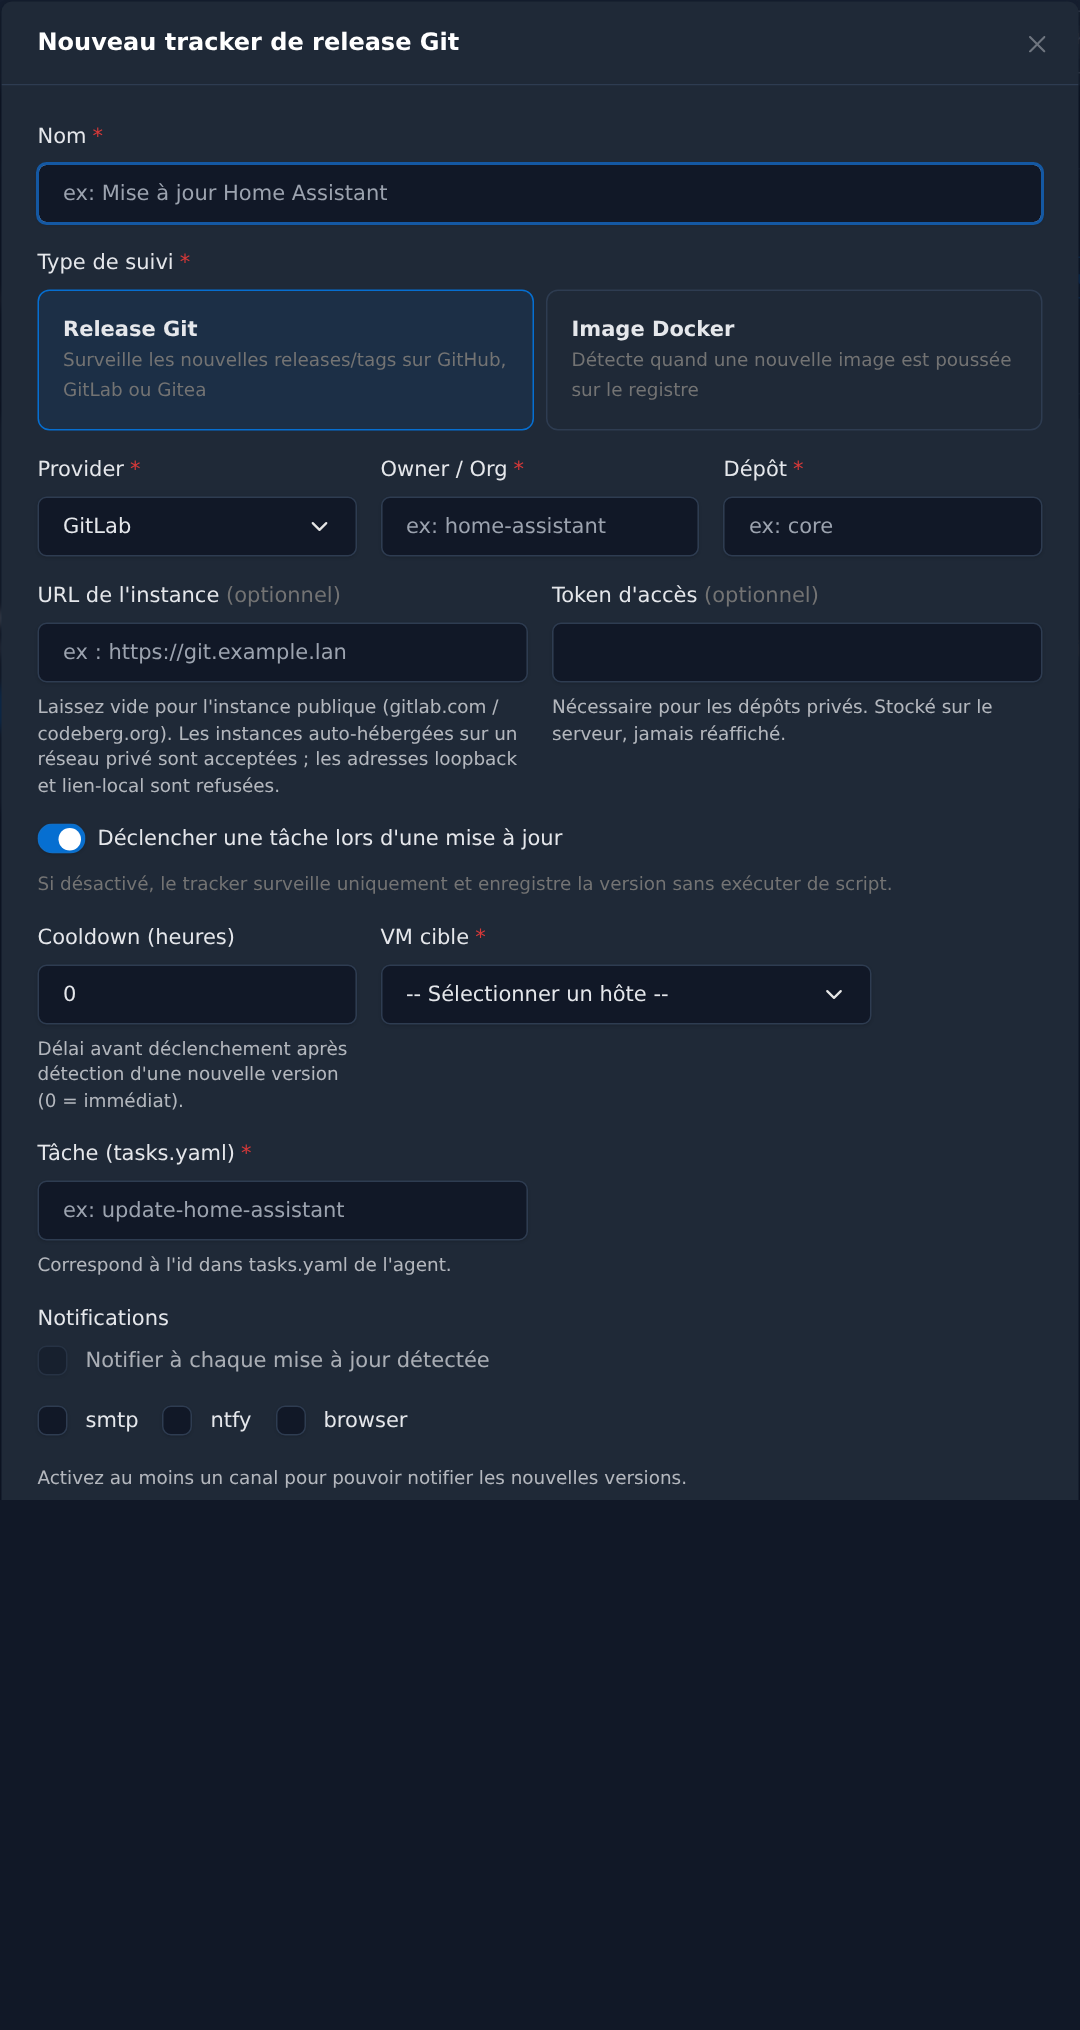 Nouveau tracker de release Git
Nom *
ex: Mise à jour Home Assistant
Type de suivi *
Release Git
Surveille les nouvelles releases/tags sur GitHub,
GitLab ou Gitea
Image Docker
Détecte quand une nouvelle image est poussée
sur le registre
Provider *
GitLab
Owner / Org *
ex: home-assistant
Dépôt *
ex: core
URL de l'instance (optionnel)
ex : https://git.example.lan
Laissez vide pour l'instance publique (gitlab.com /
codeberg.org). Les instances auto-hébergées sur un
réseau privé sont acceptées ; les adresses loopback
et lien-local sont refusées.
Token d'accès (optionnel)
Nécessaire pour les dépôts privés. Stocké sur le
serveur, jamais réaffiché.
Déclencher une tâche lors d'une mise à jour
Si désactivé, le tracker surveille uniquement et enregistre la version sans exécuter de script.
Cooldown (heures)
0
Délai avant déclenchement après
détection d'une nouvelle version
(0 = immédiat).
VM cible *
-- Sélectionner un hôte --
Tâche (tasks.yaml) *
ex: update-home-assistant
Correspond à l'id dans tasks.yaml de l'agent.
Notifications
Notifier à chaque mise à jour détectée
smtp ntfy browser
Activez au moins un canal pour pouvoir notifier les nouvelles versions.